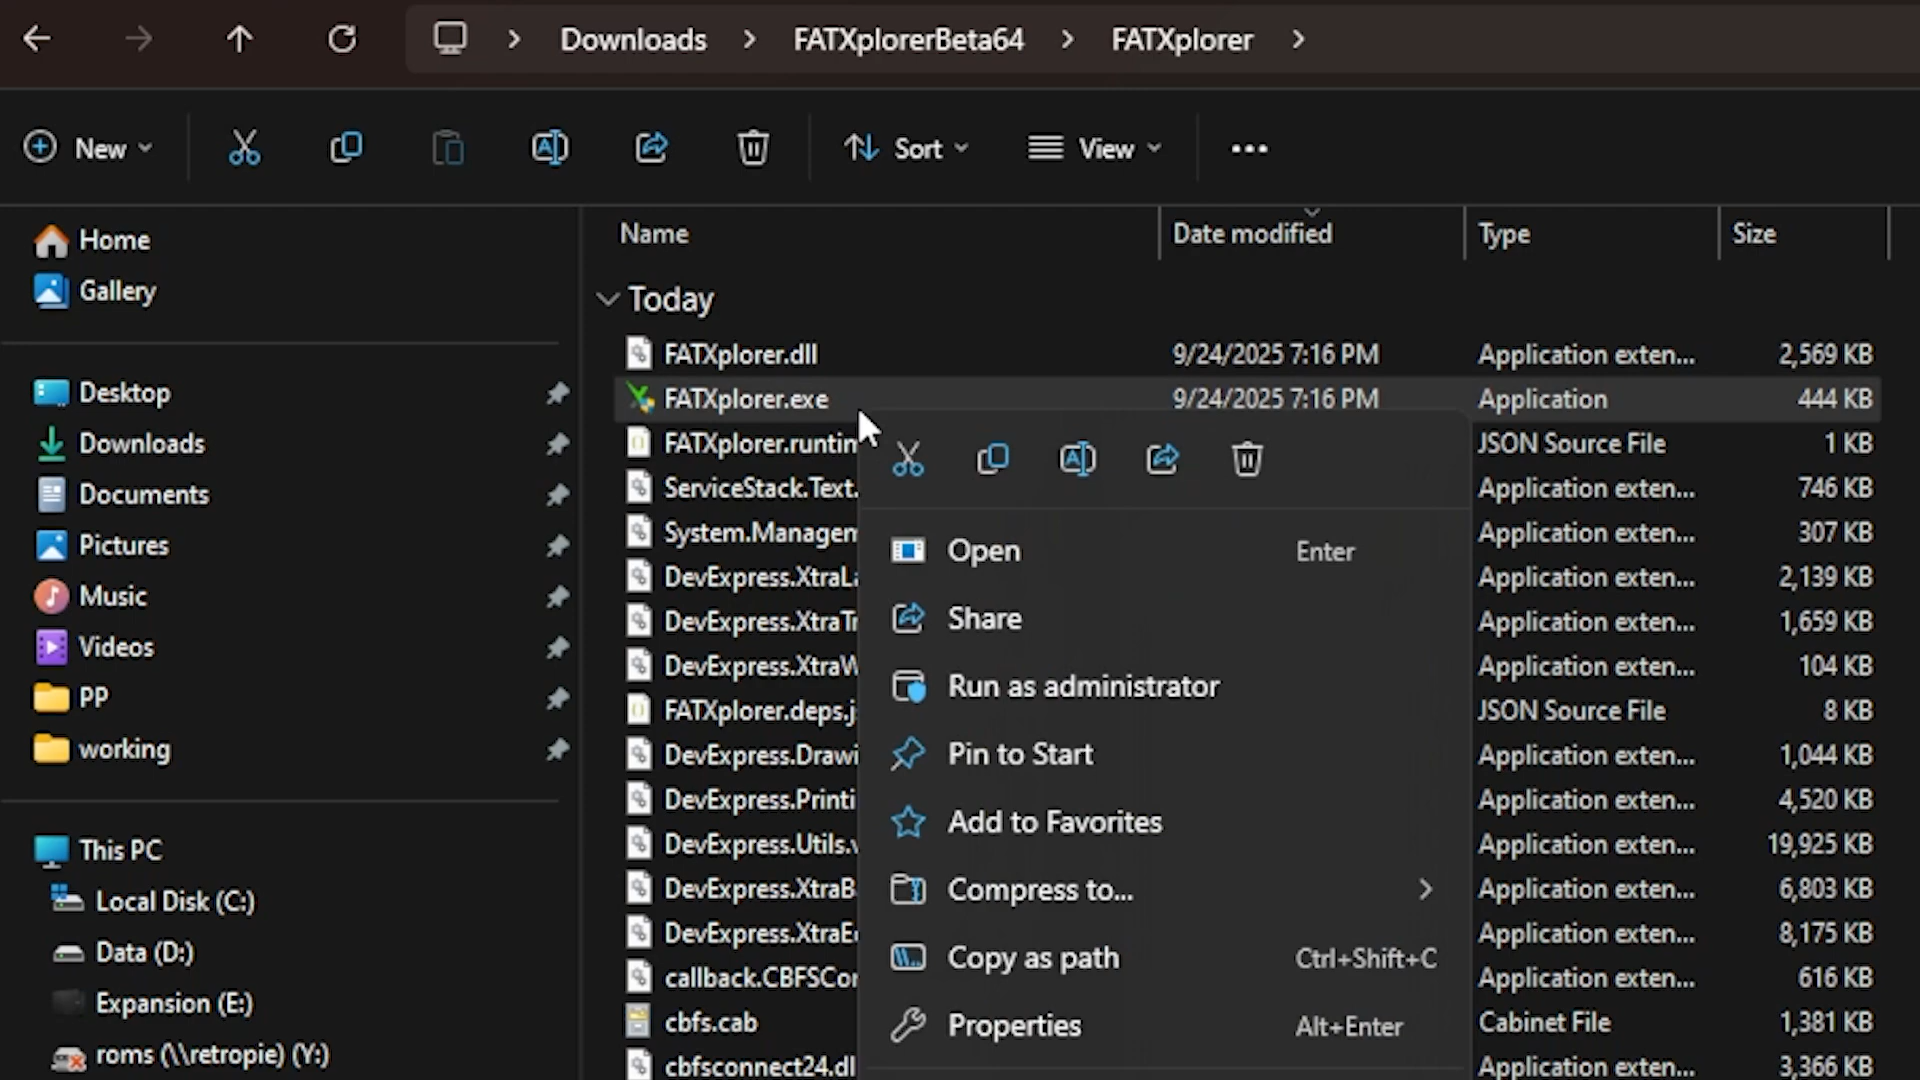 Downloads > FATXplorerBeta64 > FATXplorer >
New Sort View
Name Date modified Type Size
Home
Gallery
Desktop
Downloads
Documents
Pictures
Music
Videos
PP
working
This PC
Local Disk (C:)
Data (D:)
Expansion (E:)
roms (\\retropie) (Y:)
Today
FATXplorer.dll 9/24/2025 7:16 PM Application exten... 2,569 KB
FATXplorer.exe 9/24/2025 7:16 PM Application 444 KB
FATXplorer.runtim JSON Source File 1 KB
ServiceStack.Text. Application exten... 746 KB
System.Managem Application exten... 307 KB
DevExpress.XtraLa Application exten... 2,139 KB
DevExpress.XtraTr Application exten... 1,659 KB
DevExpress.XtraW Application exten... 104 KB
FATXplorer.deps.j JSON Source File 8 KB
DevExpress.Drawi Application exten... 1,044 KB
DevExpress.Printi Application exten... 4,520 KB
DevExpress.Utils.v Application exten... 19,925 KB
DevExpress.XtraB Application exten... 6,803 KB
DevExpress.XtraE Application exten... 8,175 KB
callback.CBFSCon Application exten... 616 KB
cbfs.cab Cabinet File 1,381 KB
cbfsconnect24.dl Application exten... 3,366 KB
Open Enter
Share
Run as administrator
Pin to Start
Add to Favorites
Compress to...
Copy as path Ctrl+Shift+C
Properties Alt+Enter